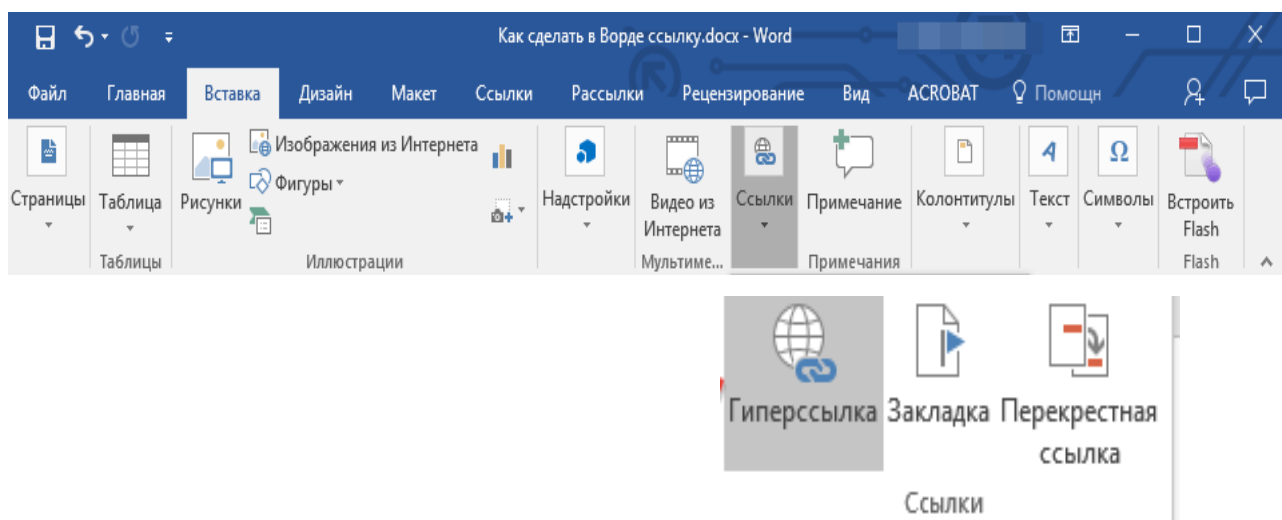 Как сделать в Ворде ссылку.docx - Word
Файл Главная Вставка Дизайн Макет Ссылки Рассылки Рецензирование Вид ACROBAT Помощн
Изображения из Интернета
Фигуры
Страницы Таблица Рисунки Надстройки Видео из Ссылки Примечание Колонтитулы Текст Символы Встроить
Интернета Flash
Таблицы Иллюстрации Мультиме... Примечания Flash
Гиперссылка Закладка Перекрестная
ссылка
Ссылки